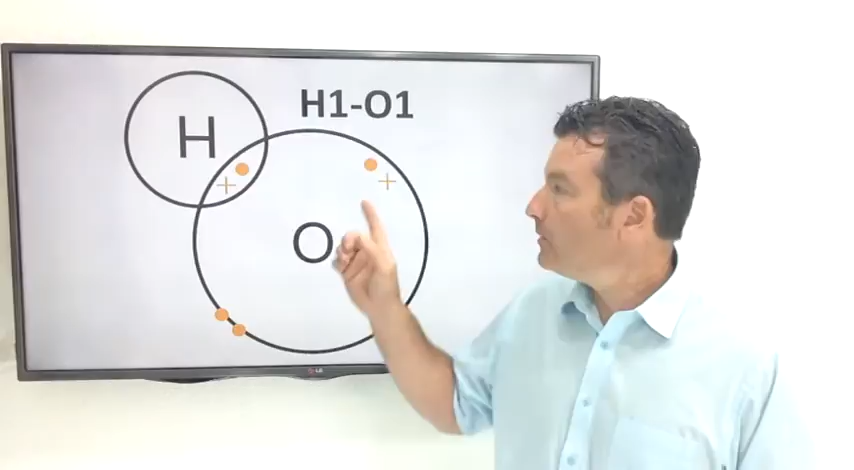 H1-O1
H
+
+
O
LG